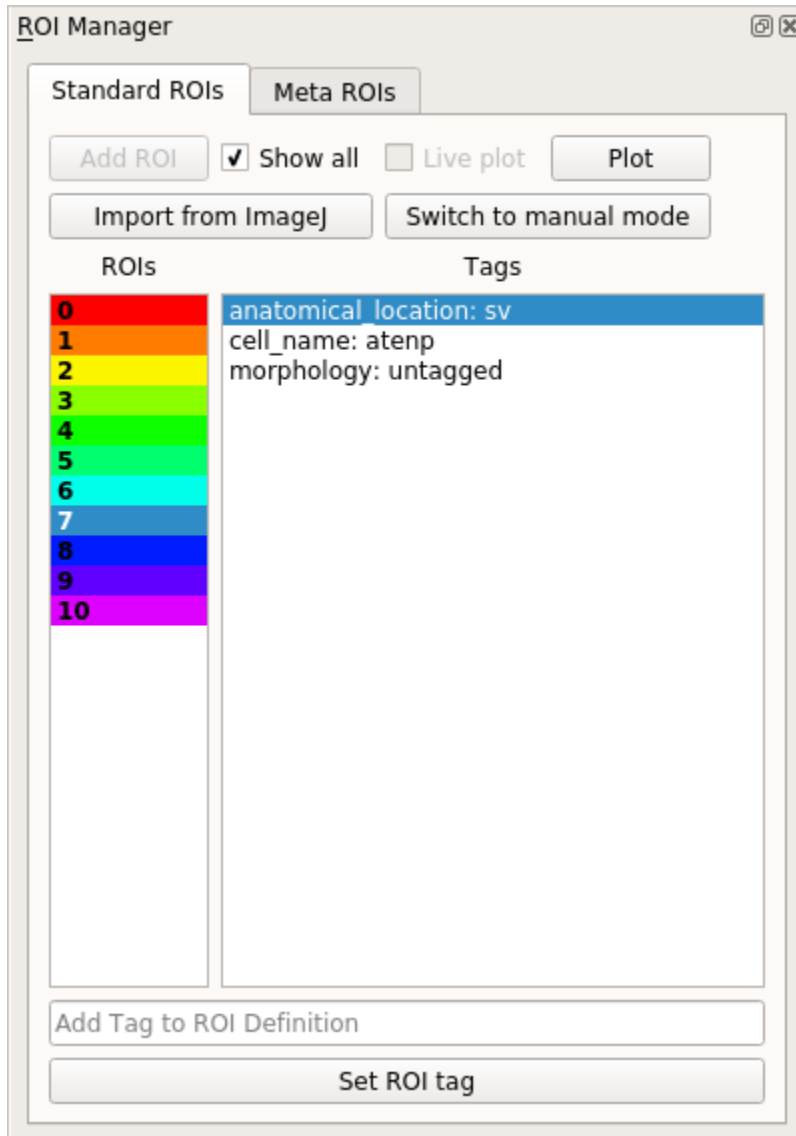 ROI Manager
Standard ROIs Meta ROIs
Add ROI Show all Live plot Plot
Import from ImageJ Switch to manual mode
ROIs Tags
0 anatomical_location: sv
1 cell_name: atenp
2 morphology: untagged
3
4
5
6
7
8
9
10
Add Tag to ROI Definition
Set ROI tag